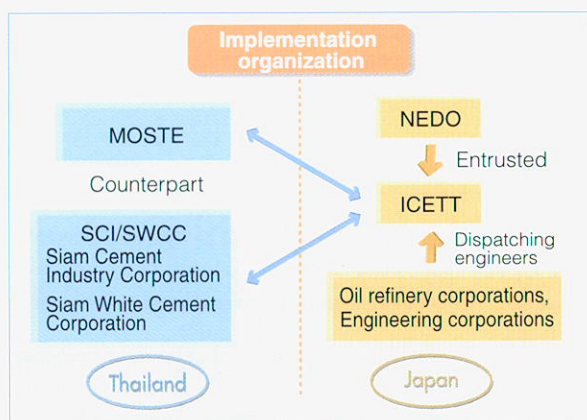 Implementation
organization
MOSTE
Counterpart
SCI/SWCC
Siam Cement
Industry Corporation
Siam White Cement
Corporation
Thailand
NEDO
Entrusted
ICETT
Dispatching
engineers
Oil refinery corporations,
Engineering corporations
Japan